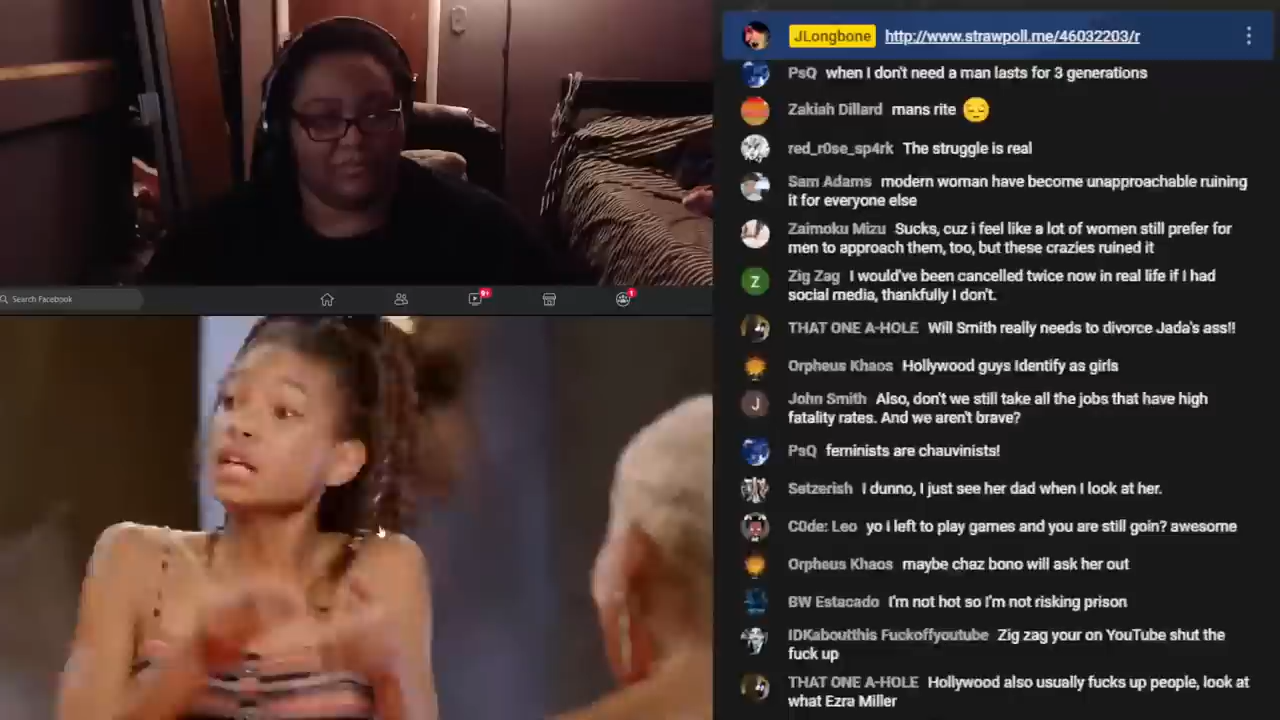 JLongbone http://www.strawpoll.me/46032203/r
PsQ when I don't need a man lasts for 3 generations
Zakiah Dillard mans rite 😔
red_r0se_sp4rk The struggle is real
Sam Adams modern woman have become unapproachable ruining
it for everyone else
Zaimoku Mizu Sucks, cuz i feel like a lot of women still prefer for
men to approach them, too, but these crazies ruined it
Search Facebook
9+
1
Z
Zig Zag I would've been cancelled twice now in real life if I had
social media, thankfully I don't.
THAT ONE A-HOLE Will Smith really needs to divorce Jada's ass!!
Orpheus Khaos Hollywood guys Identify as girls
J
John Smith Also, don't we still take all the jobs that have high
fatality rates. And we aren't brave?
PsQ feminists are chauvinists!
Setzerish I dunno, I just see her dad when I look at her.
C0de: Leo yo i left to play games and you are still goin? awesome
Orpheus Khaos maybe chaz bono will ask her out
BW Estacado I'm not hot so I'm not risking prison
IDKaboutthis Fuckoffyoutube Zig zag your on YouTube shut the
fuck up
THAT ONE A-HOLE Hollywood also usually fucks up people, look at
what Ezra Miller